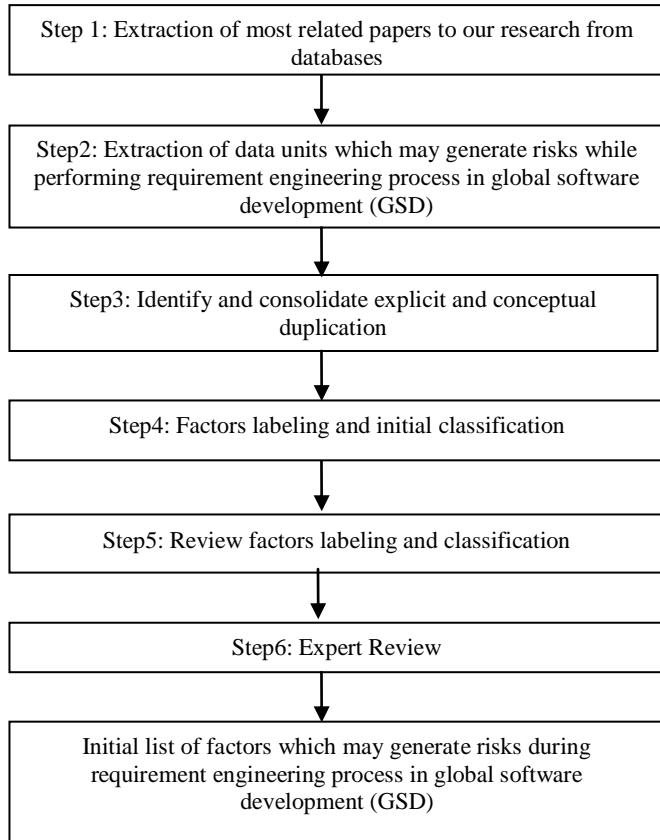 Step 1: Extraction of most related papers to our research from
databases
Step2: Extraction of data units which may generate risks while
performing requirement engineering process in global software
development (GSD)
Step3: Identify and consolidate explicit and conceptual
duplication
Step4: Factors labeling and initial classification
Step5: Review factors labeling and classification
Step6: Expert Review
Initial list of factors which may generate risks during
requirement engineering process in global software
development (GSD)